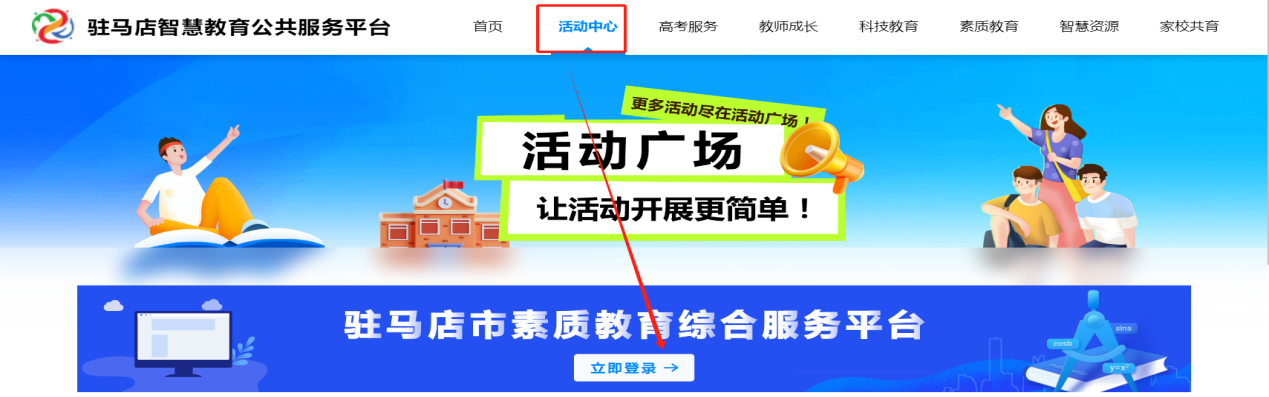 驻马店智慧教育公共服务平台
首页 活动中心 高考服务 教师成长 科技教育 素质教育 智慧资源 家校共育
更多活动尽在活动广场！
活动广场
让活动开展更简单！
驻马店市素质教育综合服务平台
立即登录 →
sina
cosb
y=x²